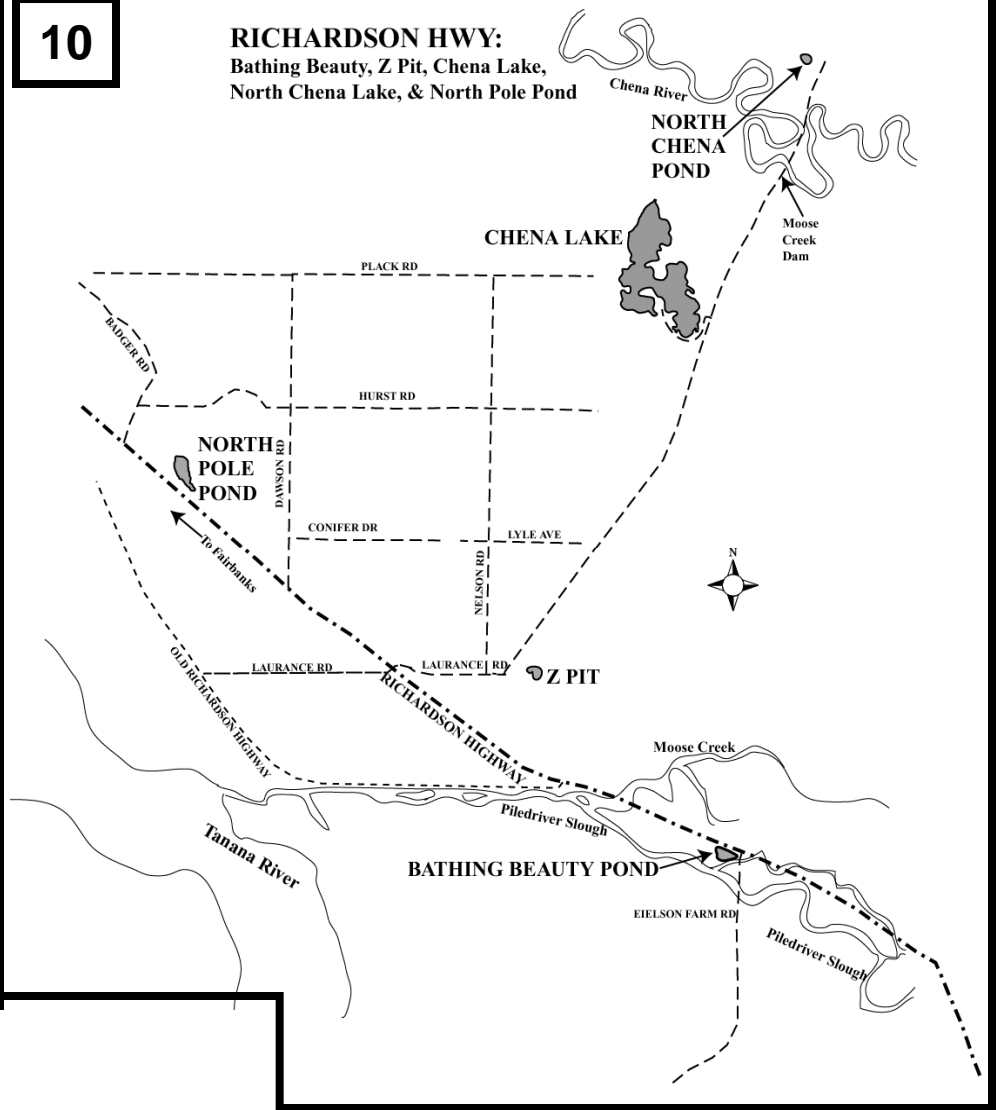 10
RICHARDSON HWY:
Bathing Beauty, Z Pit, Chena Lake,
North Chena Lake, & North Pole Pond
Chena River
NORTH
CHENA
POND
Moose
Creek
Dam
CHENA LAKE
PLACK RD
BADGER RD
HURST RD
NORTH
POLE
POND
DAWSON RD
CONIFER DR
LYLE AVE
To Fairbanks
NELSON RD
N
LAURANCE RD
LAURANCE RD
Z PIT
OLD RICHARDSON HIGHWAY
RICHARDSON HIGHWAY
Moose Creek
Piledriver Slough
Tanana River
BATHING BEAUTY POND
EIELSON FARM RD
Piledriver Slough